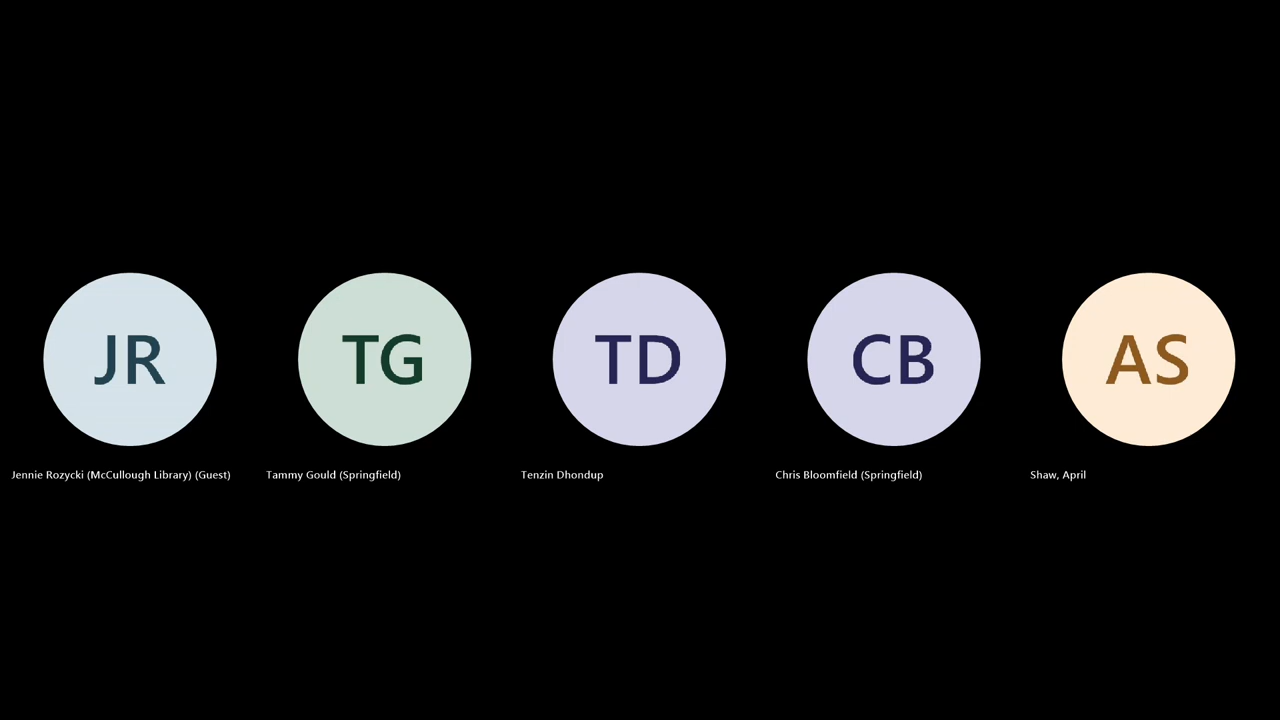 JR
TG
TD
CB
AS
Jennie Rozycki (McCullough Library) (Guest)
Tammy Gould (Springfield)
Tenzin Dhondup
Chris Bloomfield (Springfield)
Shaw, April